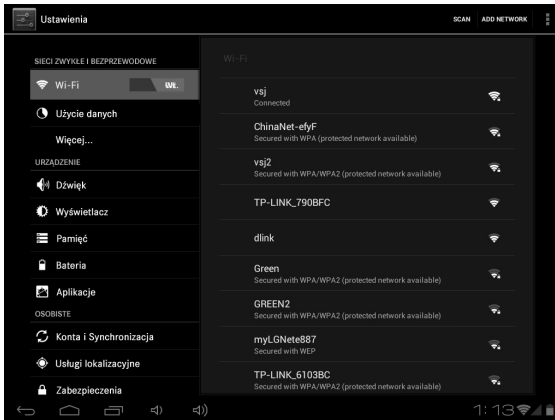 Ustawienia
SCAN ADD NETWORK
SIECI ZWYKŁE I BEZPRZEWODOWE
Wi-Fi WŁ.
Użycie danych
Więcej...
URZĄDZENIE
Dźwięk
Wyświetlacz
Pamięć
Bateria
Aplikacje
OSOBISTE
Konta i Synchronizacja
Usługi lokalizacyjne
Zabezpieczenia
Wi-Fi
vsj
Connected
ChinaNet-efyF
Secured with WPA (protected network available)
vsj2
Secured with WPA/WPA2 (protected network available)
TP-LINK_790BFC
dlink
Green
Secured with WPA/WPA2 (protected network available)
GREEN2
Secured with WPA/WPA2 (protected network available)
myLGNete887
Secured with WEP
TP-LINK_6103BC
Secured with WPA/WPA2 (protected network available)
1:13